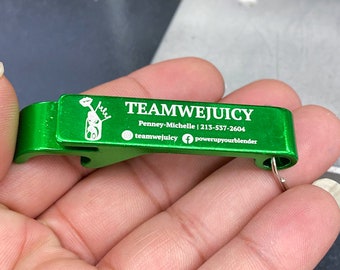 TEAMWEJUICY
Penney-Michelle | 213-537-2604
teamwejuicy powerupyourblender